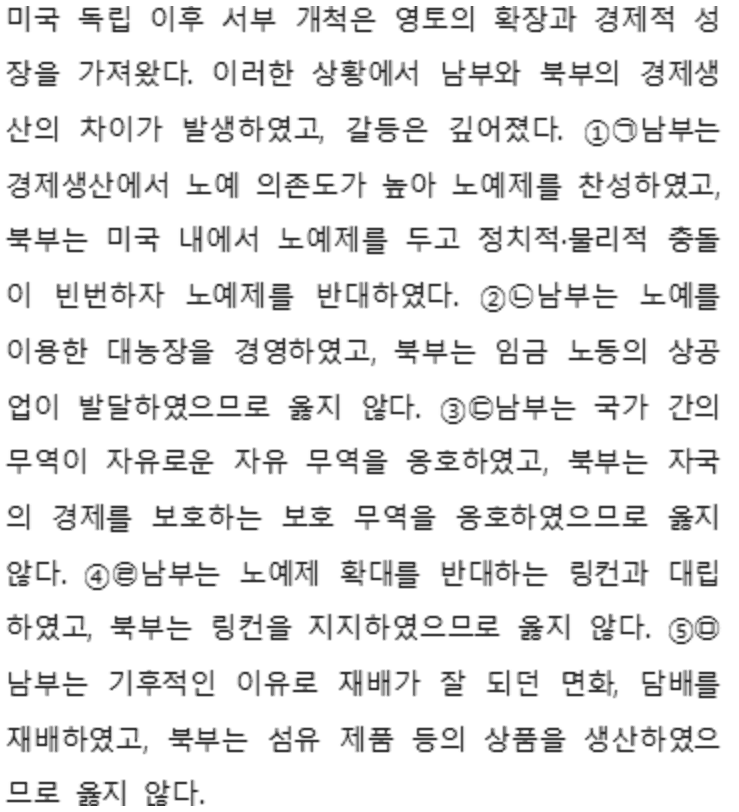 미국 독립 이후 서부 개척은 영토의 확장과 경제적 성
장을 가져왔다. 이러한 상황에서 남부와 북부의 경제생
산의 차이가 발생하였고, 갈등은 깊어졌다. ①㉠남부는
경제생산에서 노예 의존도가 높아 노예제를 찬성하였고,
북부는 미국 내에서 노예제를 두고 정치적·물리적 충돌
이 빈번하자 노예제를 반대하였다. ②㉡남부는 노예를
이용한 대농장을 경영하였고, 북부는 임금 노동의 상공
업이 발달하였으므로 옳지 않다. ③㉢남부는 국가 간의
무역이 자유로운 자유 무역을 옹호하였고, 북부는 자국
의 경제를 보호하는 보호 무역을 옹호하였으므로 옳지
않다. ④㉣남부는 노예제 확대를 반대하는 링컨과 대립
하였고, 북부는 링컨을 지지하였으므로 옳지 않다. ⑤㉤
남부는 기후적인 이유로 재배가 잘 되던 면화, 담배를
재배하였고, 북부는 섬유 제품 등의 상품을 생산하였으
므로 옳지 않다.